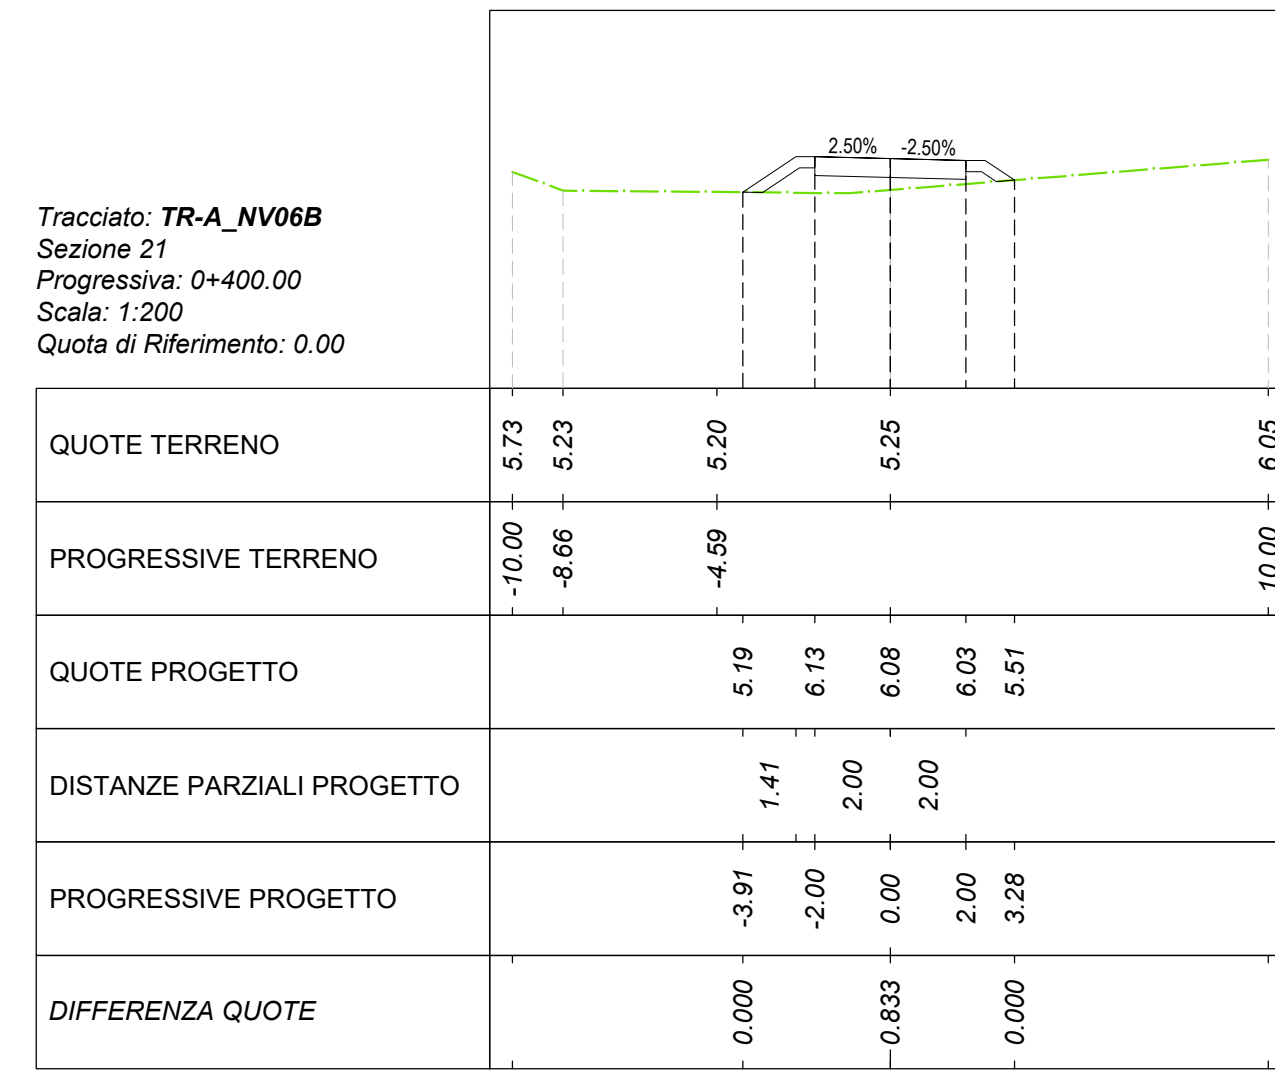 2.50% -2.50%
Tracciato: TR-A_NV06B
Sezione 21
Progressiva: 0+400.00
Scala: 1:200
Quota di Riferimento: 0.00
QUOTE TERRENO 5.73 5.23 5.20 5.25 6.05
PROGRESSIVE TERRENO -10.00 -8.66 -4.59 10.00
QUOTE PROGETTO 5.19 6.13 6.08 6.03 5.51
DISTANZE PARZIALI PROGETTO 1.41 2.00 2.00
PROGRESSIVE PROGETTO -3.91 -2.00 0.00 2.00 3.28
DIFFERENZA QUOTE 0.000 0.833 0.000